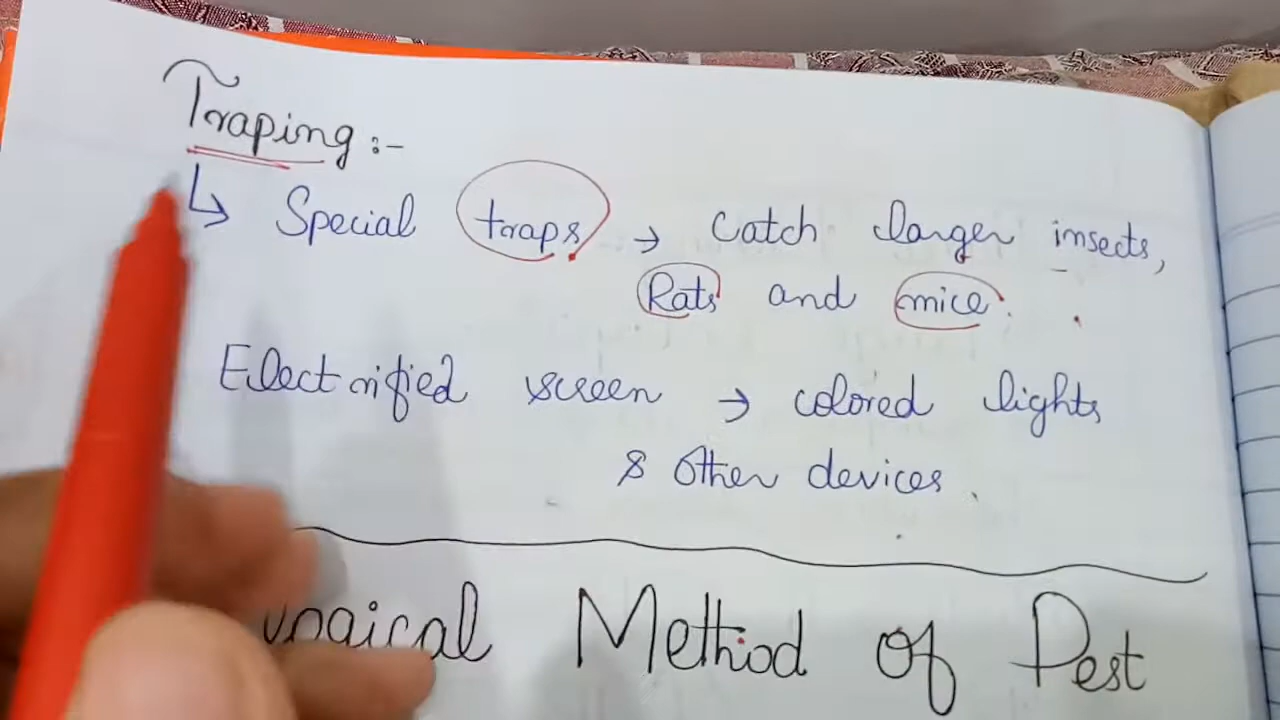 Traping :-
↳ Special traps → Catch larger insects,
Rats and mice.
Electrified screen → colored lights
& Other devices.
Method of Pest